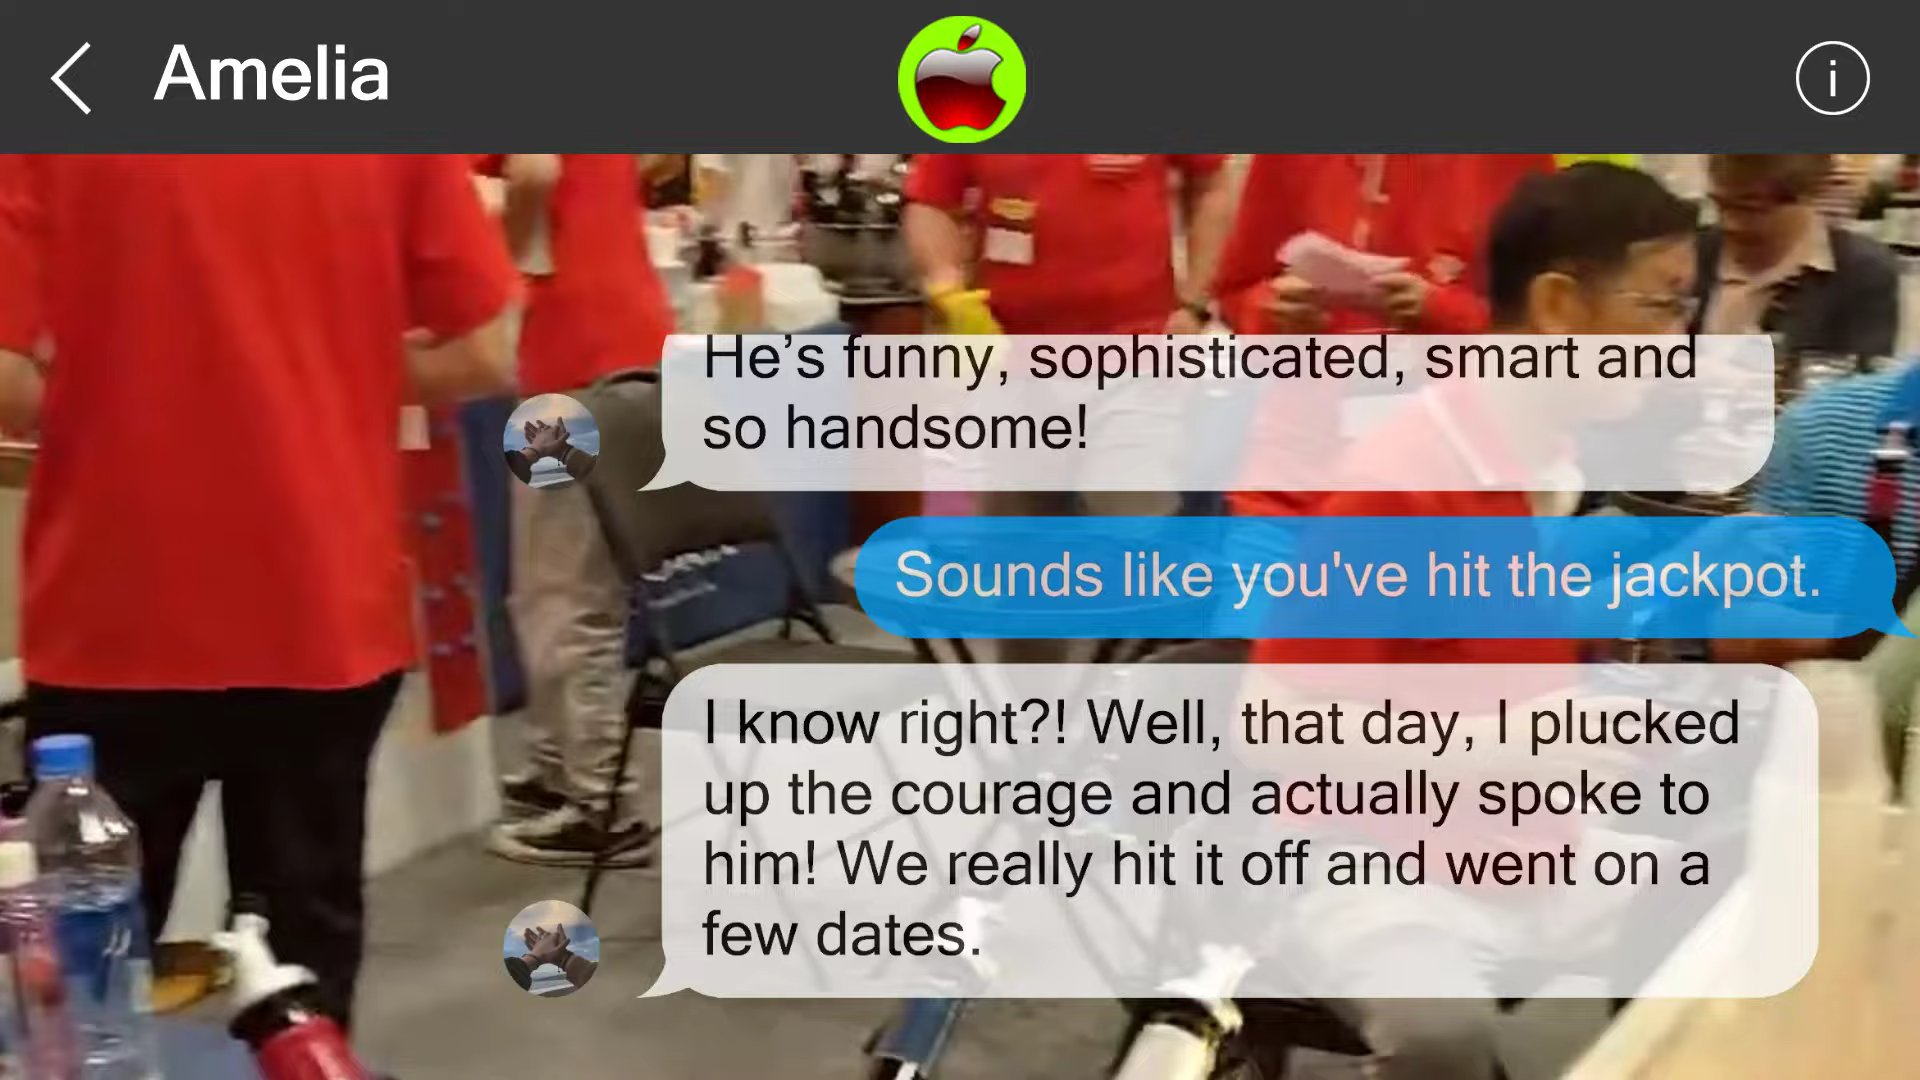 Amelia
He’s funny, sophisticated, smart and
so handsome!
Sounds like you've hit the jackpot.
I know right?! Well, that day, I plucked
up the courage and actually spoke to
him! We really hit it off and went on a
few dates.